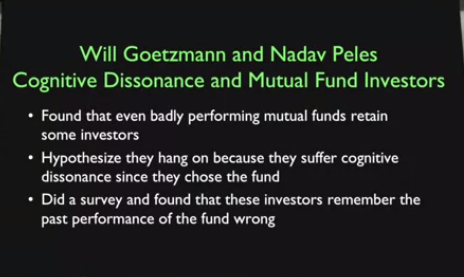 Will Goetzmann and Nadav Peles
Cognitive Dissonance and Mutual Fund Investors
• Found that even badly performing mutual funds retain
some investors
• Hypothesize they hang on because they suffer cognitive
dissonance since they chose the fund
• Did a survey and found that these investors remember the
past performance of the fund wrong